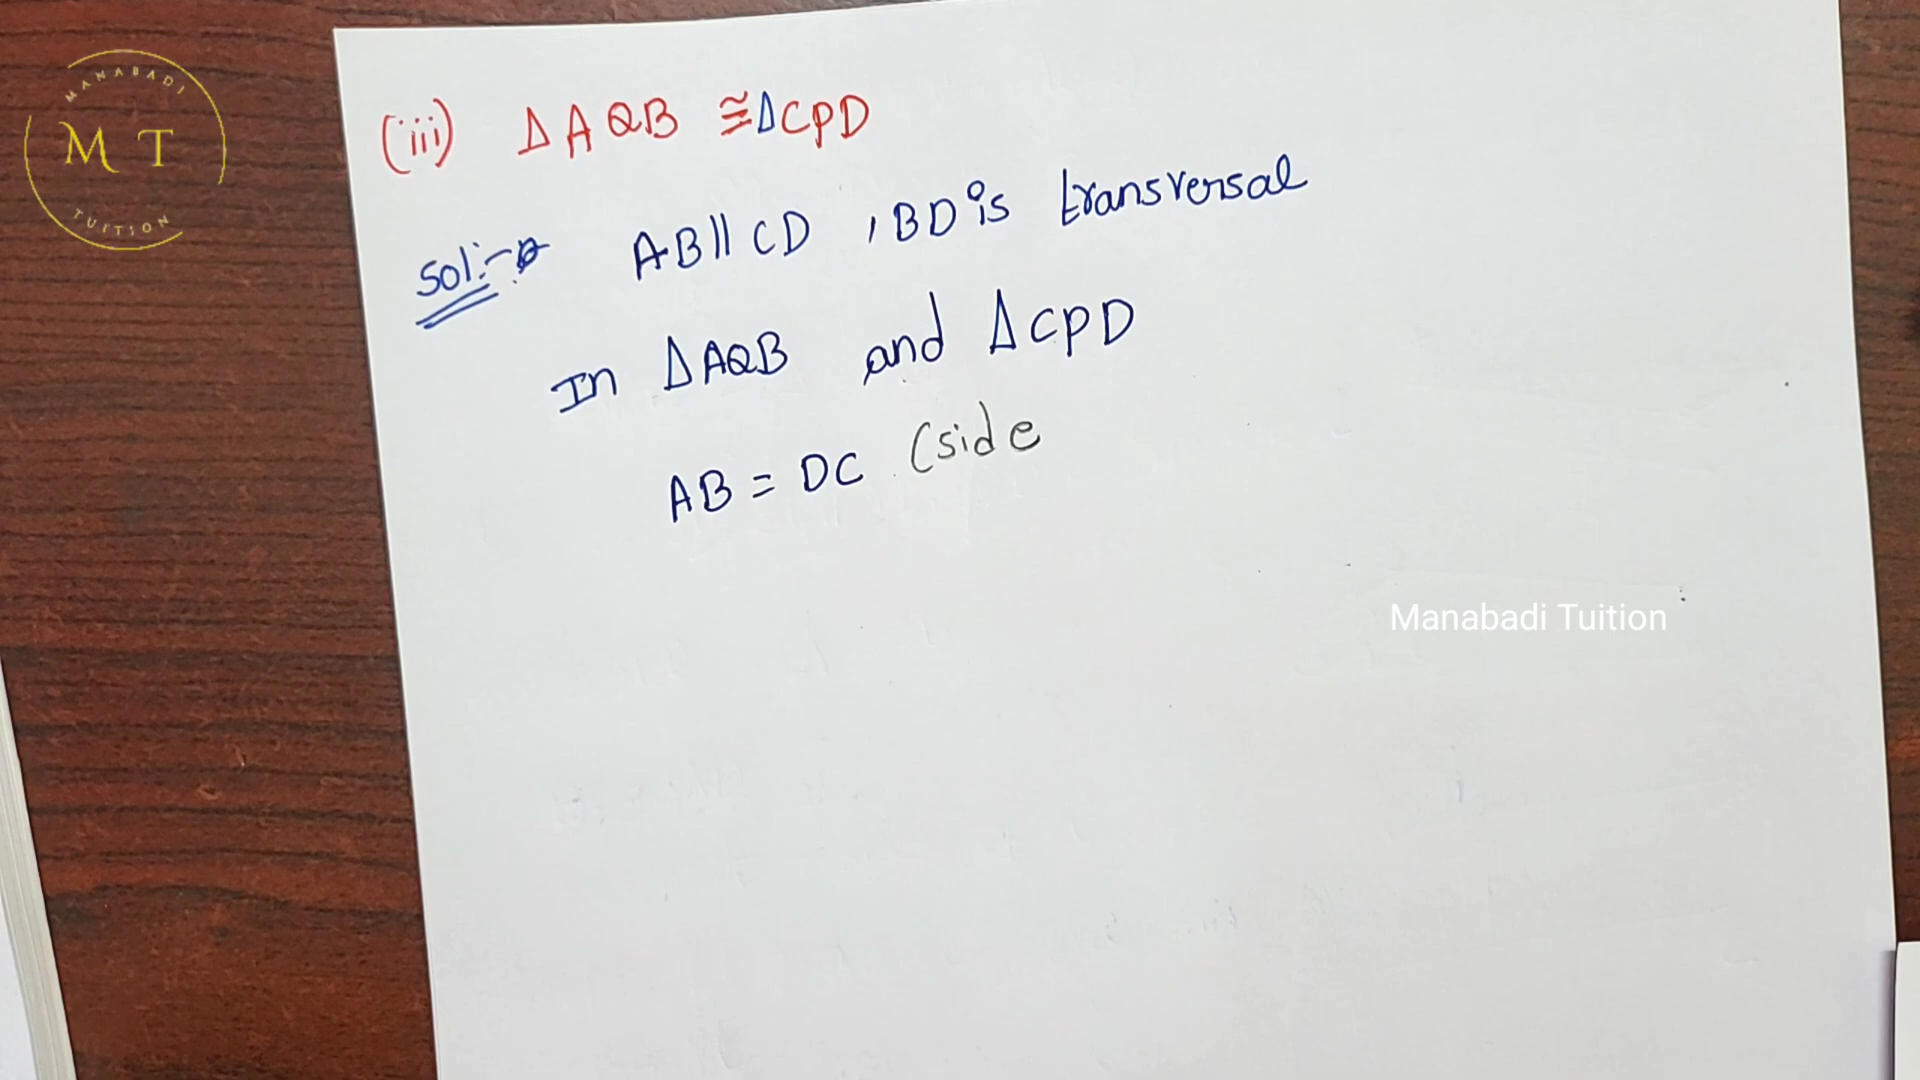 MANABADI
M T
TUITION
(iii) Δ AQB ≅ ΔCPD
Sol:- AB || CD , BD is transversal
In ΔAQB and ΔCPD
AB = DC (side
Manabadi Tuition